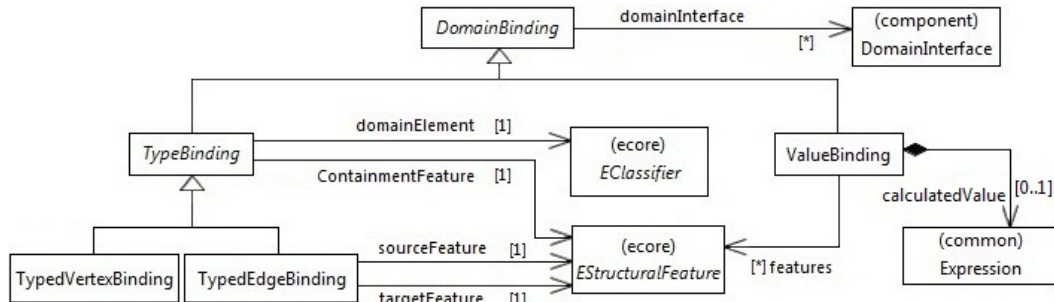 domainInterface
DomainBinding
[*]
(component)
DomainInterface
domainElement [1]
TypeBinding
(ecore)
EClassifier
ValueBinding
ContainmentFeature [1]
calculatedValue
[0..1]
sourceFeature [1]
(ecore)
EStructuralFeature
(common)
Expression
TypedVertexBinding
TypedEdgeBinding
[*] features
targetFeature [1]